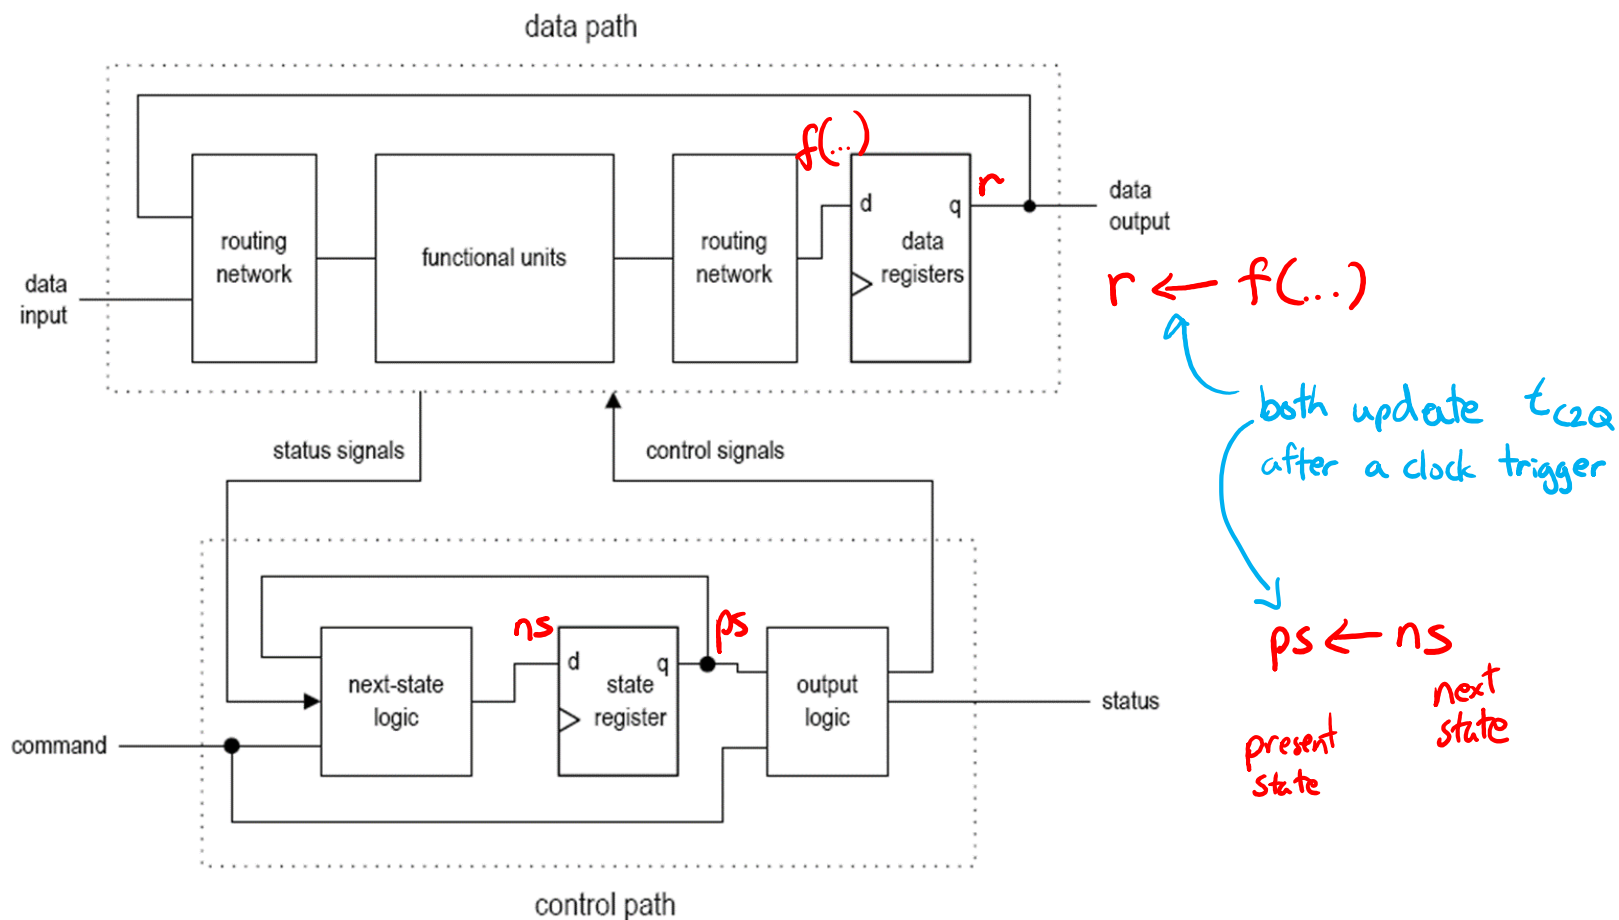 data path
f(...)
r
d
q
routing
network
functional units
routing
network
data
registers
data
output
data
input
r ← f(...)
both update tC2Q
after a clock trigger
status signals
control signals
ns
ps
d
q
next-state
logic
state
register
output
logic
status
command
ps ← ns
next
state
present
state
control path